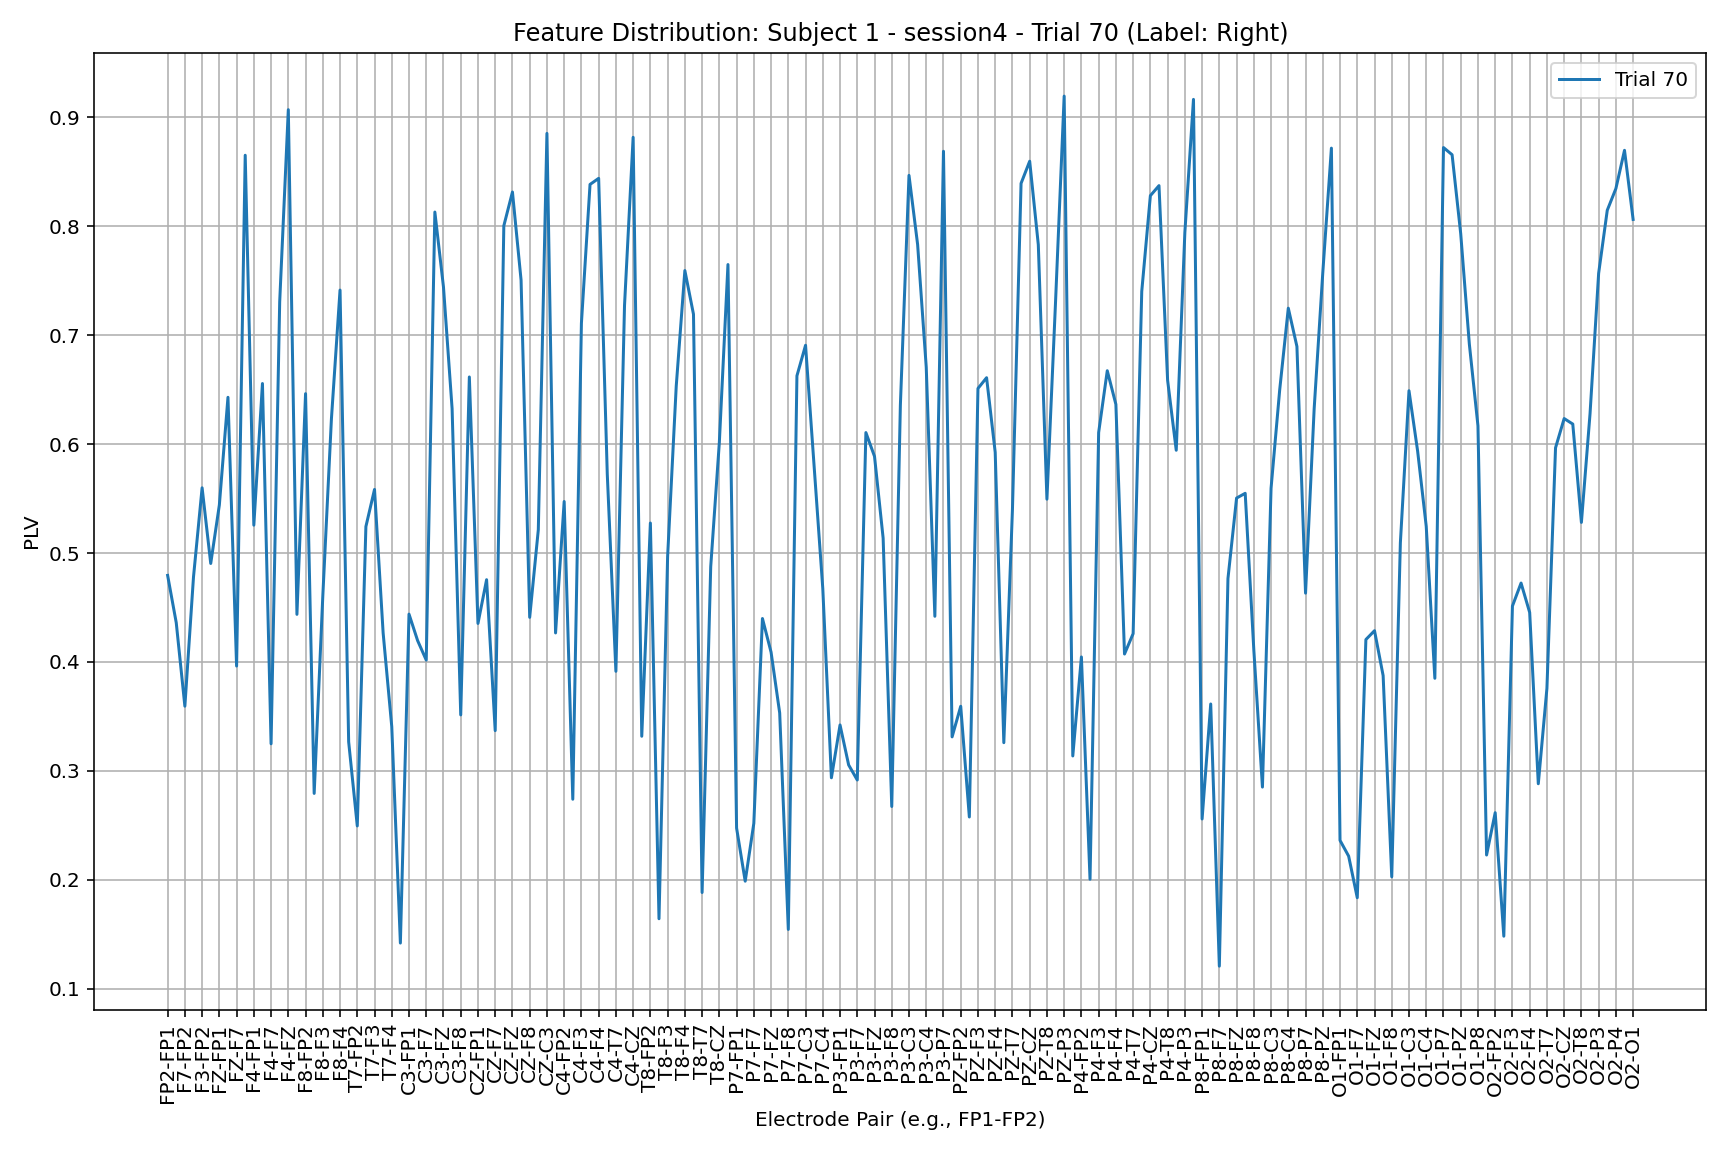 Feature Distribution: Subject 1 - session4 - Trial 70 (Label: Right)
Trial 70
PLV
0.9
0.8
0.7
0.6
0.5
0.4
0.3
0.2
0.1
FP2-FP1
F7-FP2
F3-FP2
FZ-FP1
FZ-F7
F4-FP1
F4-F7
F4-FZ
F8-FP2
F8-F3
F8-F4
T7-FP2
T7-F3
T7-F4
C3-FP1
C3-F7
C3-FZ
C3-F8
CZ-FP1
CZ-F7
CZ-FZ
CZ-F8
CZ-C3
C4-FP2
C4-F3
C4-F4
C4-T7
C4-CZ
T8-FP2
T8-F3
T8-F4
T8-T7
T8-CZ
P7-FP1
P7-F7
P7-FZ
P7-F8
P7-C3
P7-C4
P3-FP1
P3-F7
P3-FZ
P3-F8
P3-C3
P3-C4
P3-P7
PZ-FP2
PZ-F3
PZ-F4
PZ-T7
PZ-CZ
PZ-T8
PZ-P3
P4-FP2
P4-F3
P4-F4
P4-T7
P4-CZ
P4-T8
P4-P3
P8-FP1
P8-F7
P8-FZ
P8-F8
P8-C3
P8-C4
P8-P7
P8-PZ
O1-FP1
O1-F7
O1-FZ
O1-F8
O1-C3
O1-C4
O1-P7
O1-PZ
O1-P8
O2-FP2
O2-F3
O2-F4
O2-T7
O2-CZ
O2-T8
O2-P3
O2-P4
O2-O1
Electrode Pair (e.g., FP1-FP2)